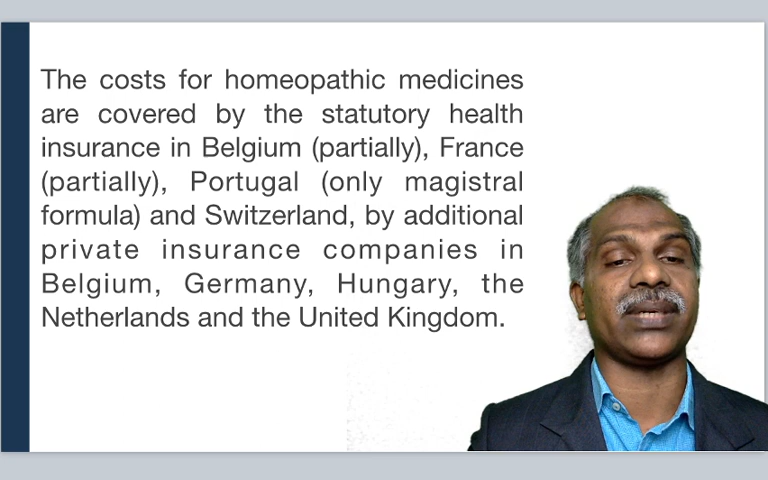 The costs for homeopathic medicines
are covered by the statutory health
insurance in Belgium (partially), France
(partially), Portugal (only magistral
formula) and Switzerland, by additional
private insurance companies in
Belgium, Germany, Hungary, the
Netherlands and the United Kingdom.